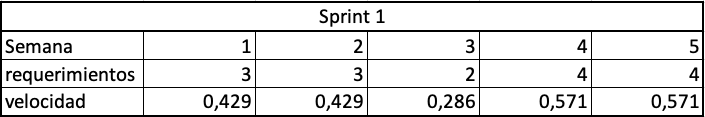 Sprint 1
Semana 1 2 3 4 5
requerimientos 3 3 2 4 4
velocidad 0,429 0,429 0,286 0,571 0,571